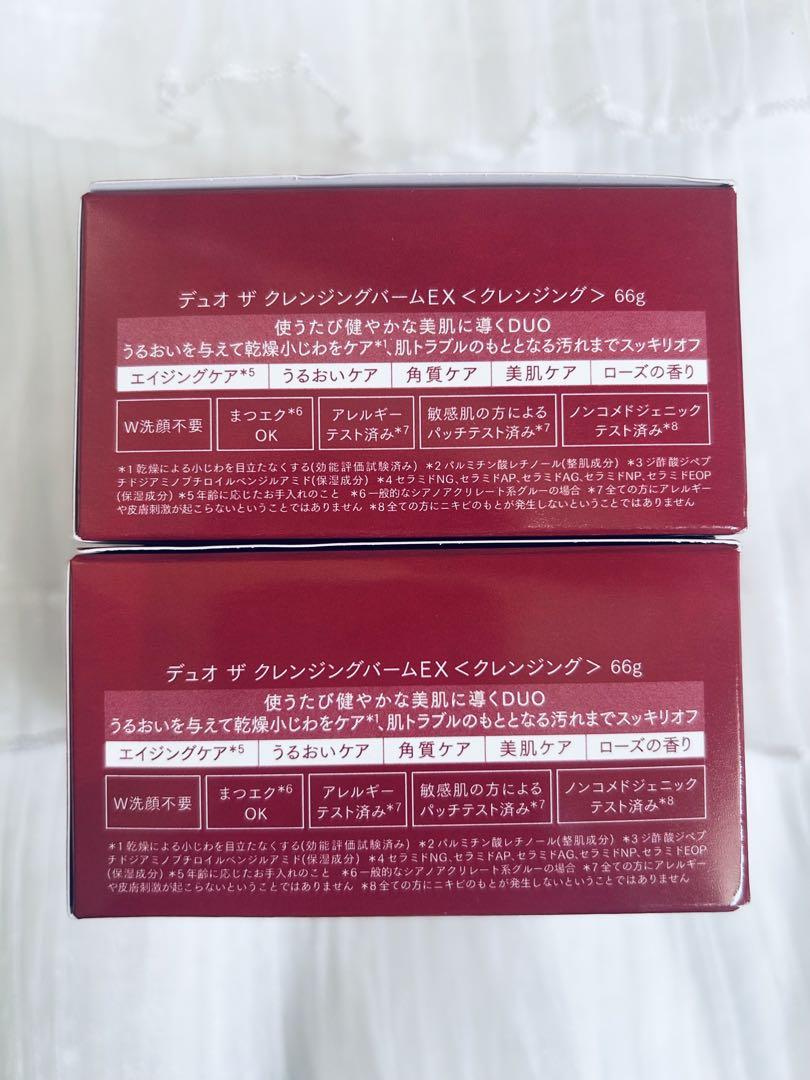 デュオ ザ クレンジングバームEX＜クレンジング＞ 66g
使うたび健やかな美肌に導くDUO
うるおいを与えて乾燥小じわをケア*1、肌トラブルのもととなる汚れまでスッキリオフ
エイジングケア*5 うるおいケア 角質ケア 美肌ケア ローズの香り
W洗顔不要 まつエク*6 OK アレルギーテスト済み*7 敏感肌の方によるパッチテスト済み*7 ノンコメドジェニックテスト済み*8
*1 乾燥による小じわを目立たなくする(効能評価試験済み) *2 パルミチン酸レチノール(整肌成分) *3 ジ酢酸ジペプ
チドジアミノブチロイルベンジルアミド(保湿成分) *4 セラミドNG、セラミドAP、セラミドAG、セラミドNP、セラミドEOP
(保湿成分) *5 年齢に応じたお手入れのこと *6 一般的なシアノアクリレート系グルーの場合 *7 全ての方にアレルギー
や皮膚刺激が起こらないということではありません *8 全ての方にニキビのもとが発生しないということではありません
デュオ ザ クレンジングバームEX＜クレンジング＞ 66g
使うたび健やかな美肌に導くDUO
うるおいを与えて乾燥小じわをケア*1、肌トラブルのもととなる汚れまでスッキリオフ
エイジングケア*5 うるおいケア 角質ケア 美肌ケア ローズの香り
W洗顔不要 まつエク*6 OK アレルギーテスト済み*7 敏感肌の方によるパッチテスト済み*7 ノンコメドジェニックテスト済み*8
*1 乾燥による小じわを目立たなくする(効能評価試験済み) *2 パルミチン酸レチノール(整肌成分) *3 ジ酢酸ジペプ
チドジアミノブチロイルベンジルアミド(保湿成分) *4 セラミドNG、セラミドAP、セラミドAG、セラミドNP、セラミドEOP
(保湿成分) *5 年齢に応じたお手入れのこと *6 一般的なシアノアクリレート系グルーの場合 *7 全ての方にアレルギー
や皮膚刺激が起こらないということではありません *8 全ての方にニキビのもとが発生しないということではありません